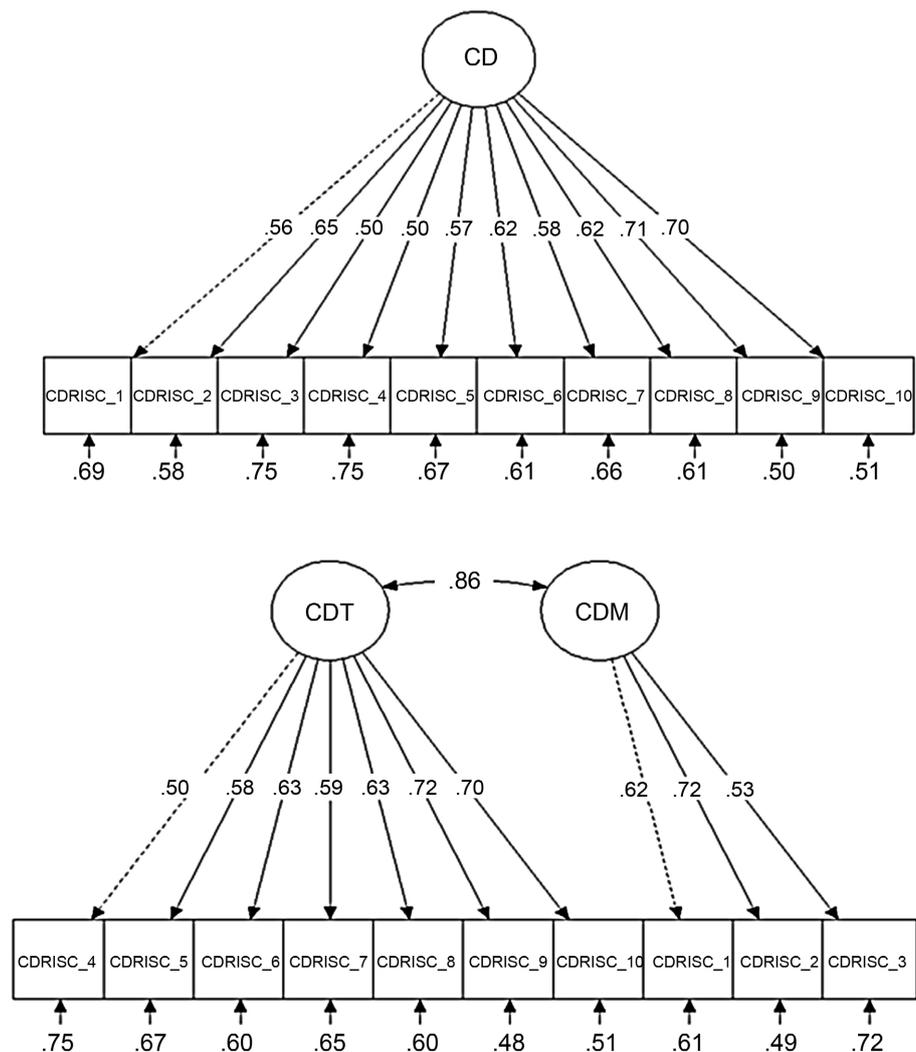 CD
.56 .65 .50 .50 .57 .62 .58 .62 .71 .70
CDRISC_1 CDRISC_2 CDRISC_3 CDRISC_4 CDRISC_5 CDRISC_6 CDRISC_7 CDRISC_8 CDRISC_9 CDRISC_10
.69 .58 .75 .75 .67 .61 .66 .61 .50 .51
CDT .86 CDM
.50 .58 .63 .59 .63 .72 .70 .62 .72 .53
CDRISC_4 CDRISC_5 CDRISC_6 CDRISC_7 CDRISC_8 CDRISC_9 CDRISC_10 CDRISC_1 CDRISC_2 CDRISC_3
.75 .67 .60 .65 .60 .48 .51 .61 .49 .72